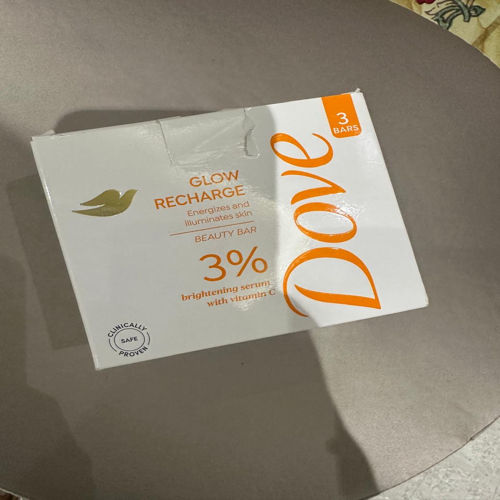 3
BARS
Dove
GLOW
RECHARGE
Energizes and
illuminates skin
BEAUTY BAR
3%
brightening serum
with vitamin C
CLINICALLY
SAFE
PROVEN